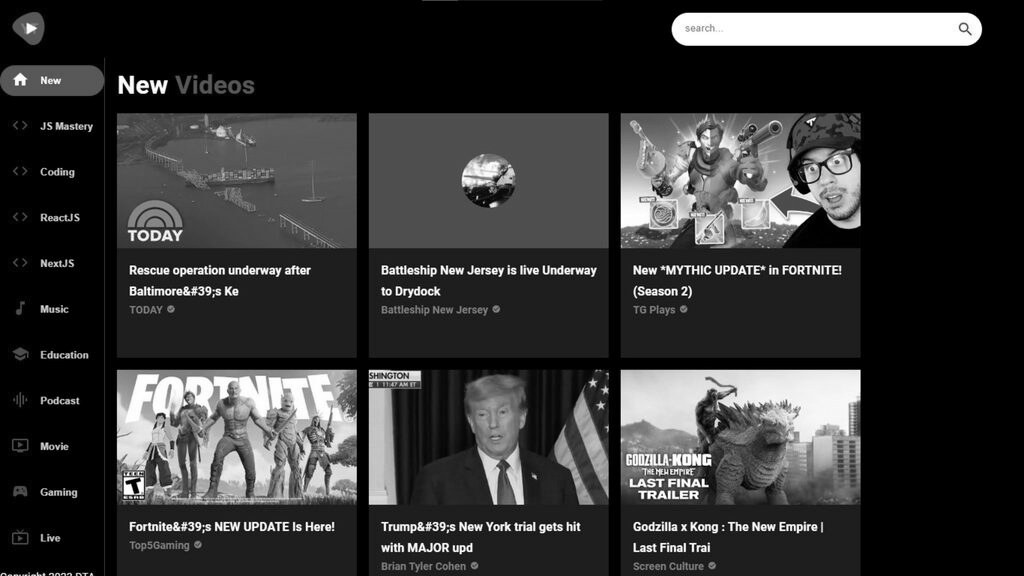 search...
New
JS Mastery
Coding
ReactJS
NextJS
Music
Education
Podcast
Movie
Gaming
Live
Copyright 2022 DTA
New Videos
TODAY
Rescue operation underway after
Baltimore&#39;s Ke
TODAY
Battleship New Jersey is live Underway
to Drydock
Battleship New Jersey
New *MYTHIC UPDATE* in FORTNITE!
(Season 2)
TG Plays
FORTNITE
TEEN
T
ESRB
Fortnite&#39;s NEW UPDATE Is Here!
Top5Gaming
SHINGTON
11:47 AM ET
Trump&#39;s New York trial gets hit
with MAJOR upd
Brian Tyler Cohen
GODZILLA-KONG
THE NEW EMPIRE
LAST FINAL
TRAILER
Godzilla x Kong : The New Empire |
Last Final Trai
Screen Culture